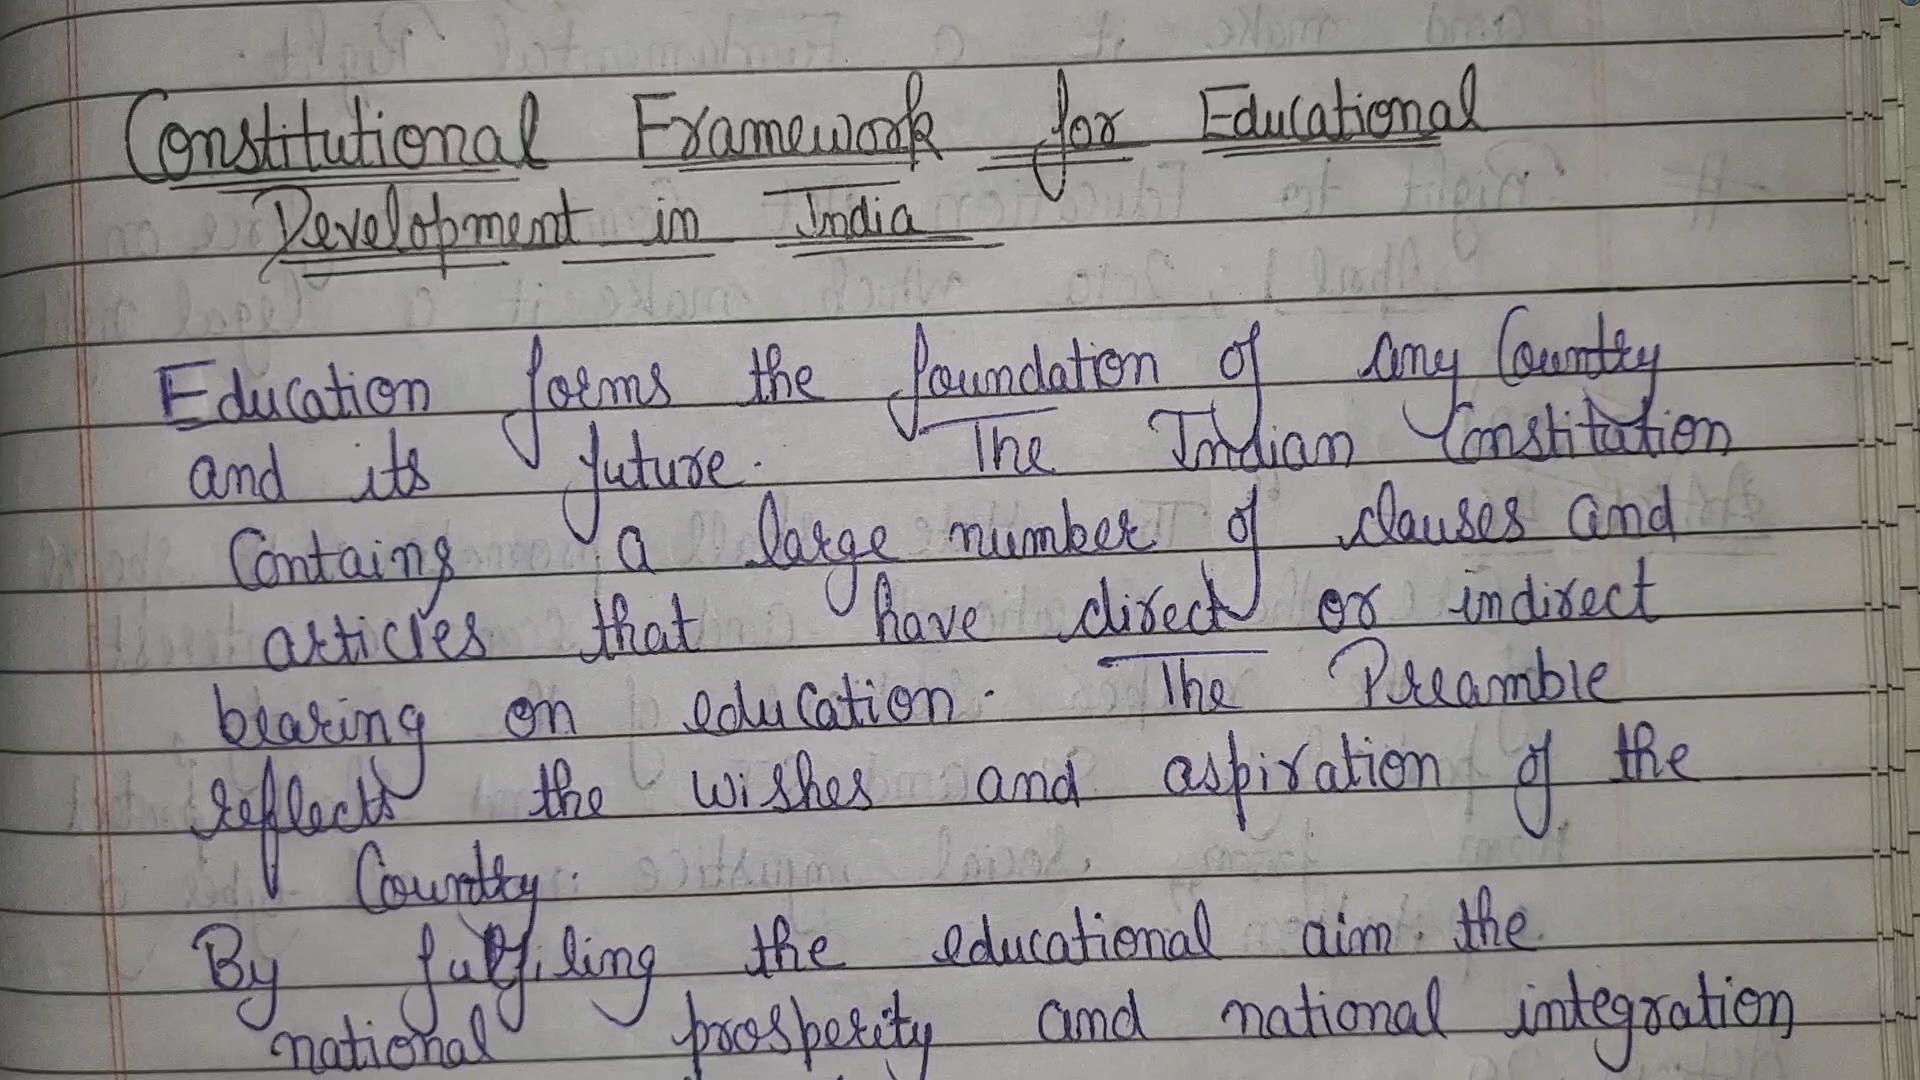 Constitutional Framework for Educational
Development in India
Education forms the foundation of any Country
and its future. The Indian Constitution
Contains a large number of clauses and
articles that have direct or indirect
bearing on education. The Preamble
reflects the wishes and aspiration of the
Country.
By fulfiling the educational aim. the
national prosperity and national integration